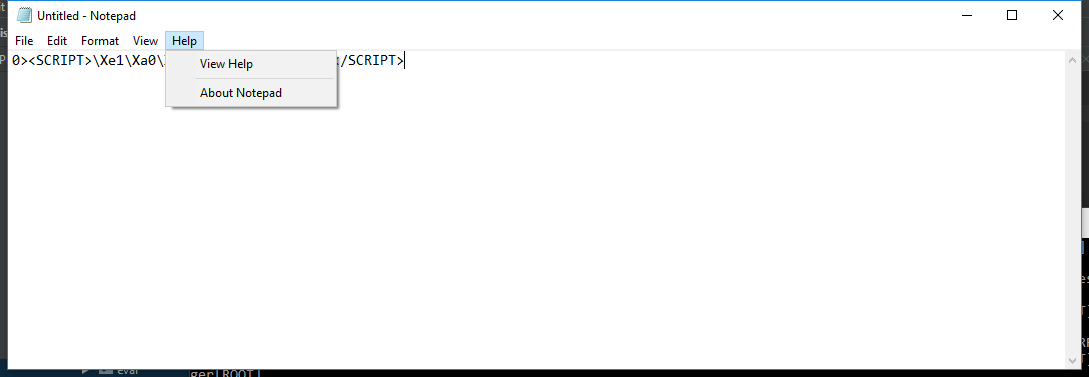 Untitled - Notepad
File Edit Format View Help
0><SCRIPT>\Xe1\Xa0\ /SCRIPT>
View Help
About Notepad
eval
ger[ROOT]